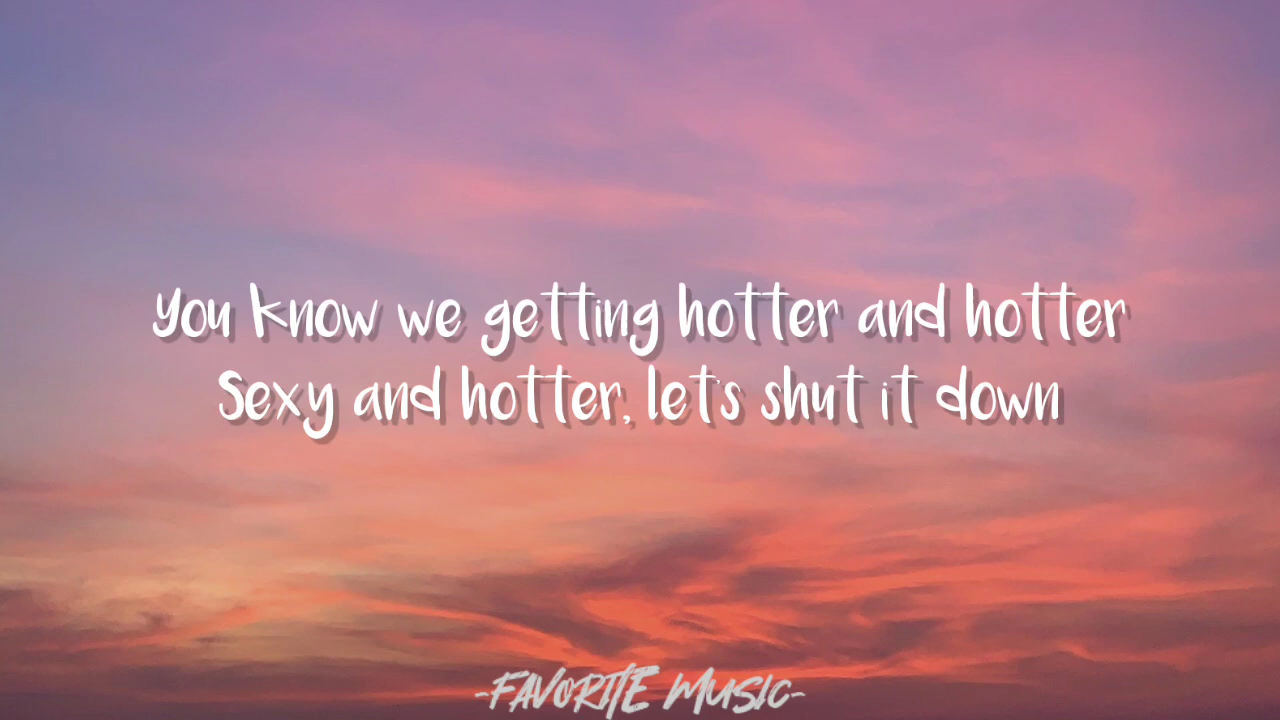 You know we getting hotter and hotter
Sexy and hotter, let's shut it down
-FAVORITE MUSIC-